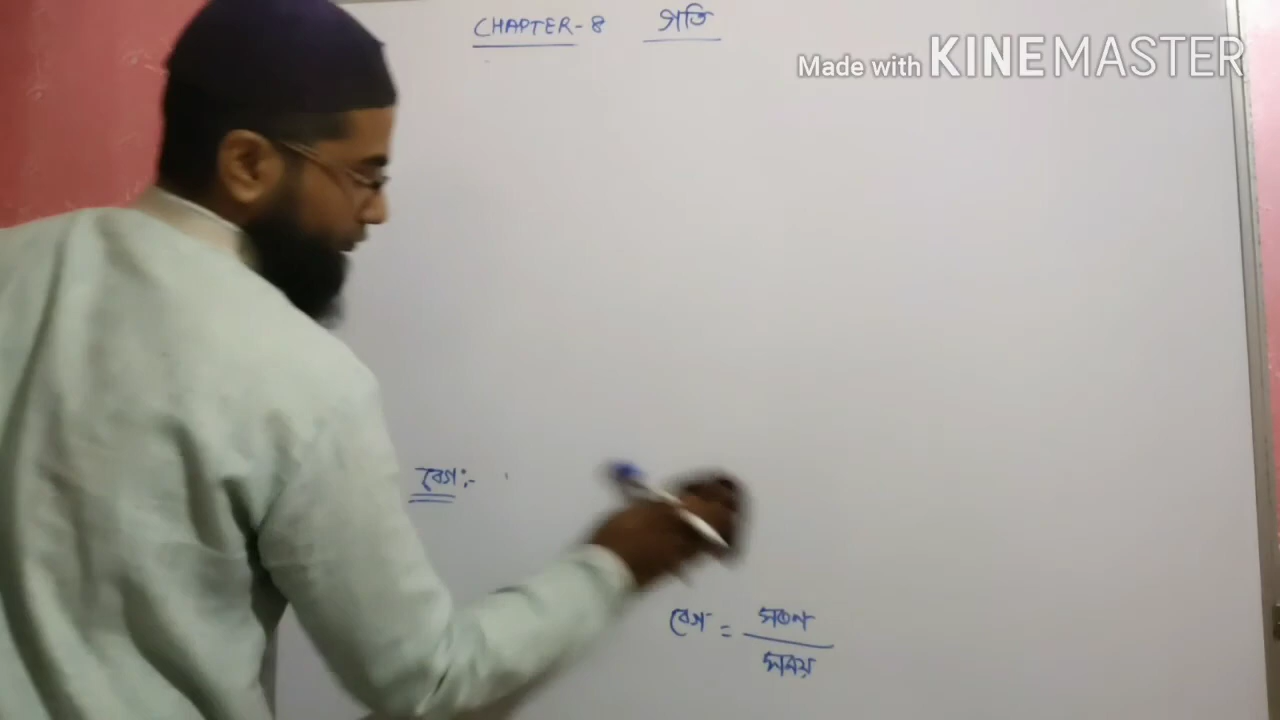 CHAPTER-8 গতি
Made with KINEMASTER
বেগ:-
বেগ = সরণ
সময়